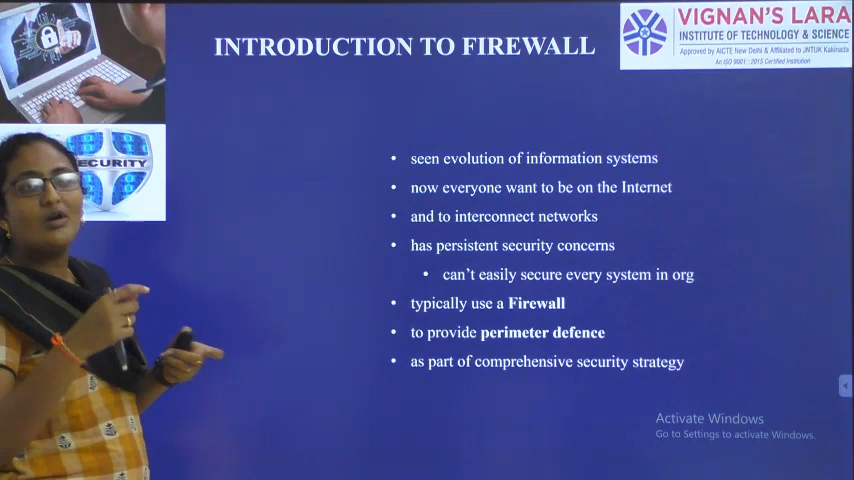 INTRODUCTION TO FIREWALL
VIGNAN'S LARA
INSTITUTE OF TECHNOLOGY & SCIENCE
Approved by AICTE New Delhi & Affiliated to JNTUK Kakinada
An ISO 9001 : 2015 Certified Institution
ECURITY
• seen evolution of information systems
• now everyone want to be on the Internet
• and to interconnect networks
• has persistent security concerns
• can't easily secure every system in org
• typically use a Firewall
• to provide perimeter defence
• as part of comprehensive security strategy
Activate Windows
Go to Settings to activate Windows.